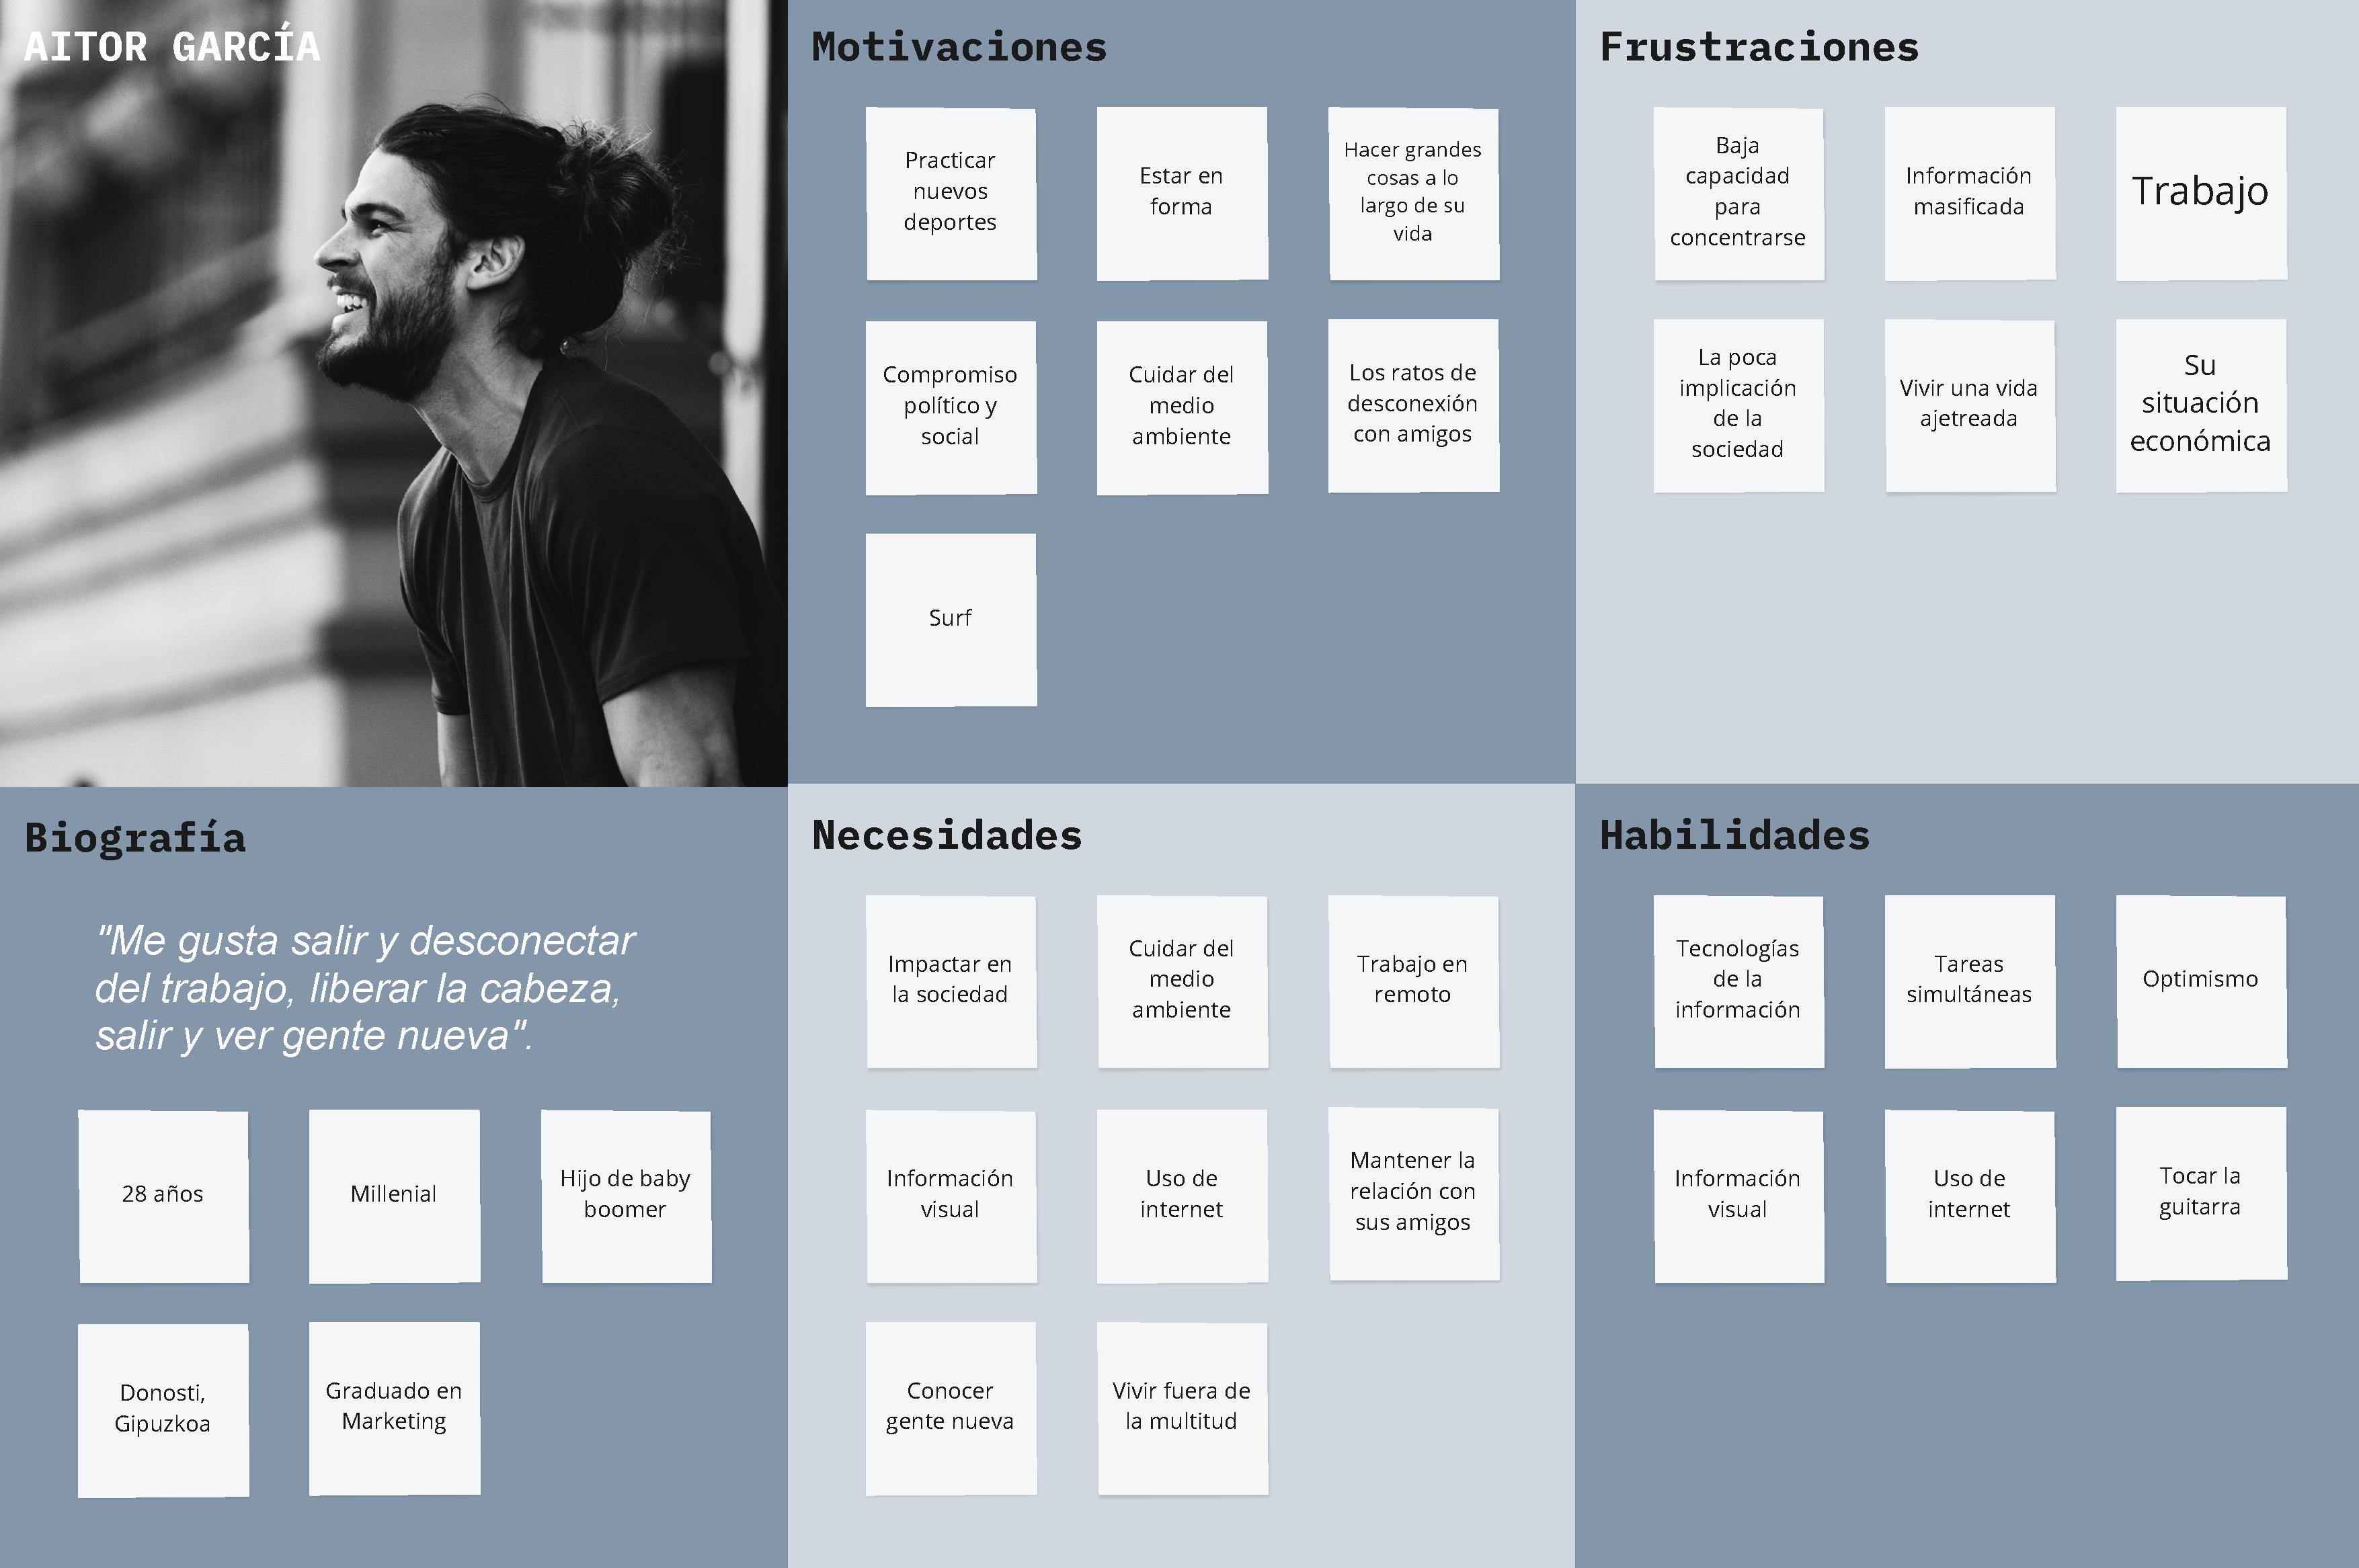 AITOR GARCÍA
Motivaciones
Practicar
nuevos
deportes
Estar en
forma
Hacer grandes
cosas a lo
largo de su
vida
Compromiso
político y
social
Cuidar del
medio
ambiente
Los ratos de
desconexión
con amigos
Surf
Frustraciones
Baja
capacidad
para
concentrarse
Información
masificada
Trabajo
La poca
implicación
de la
sociedad
Vivir una vida
ajetreada
Su
situación
económica
Biografía
"Me gusta salir y desconectar
del trabajo, liberar la cabeza,
salir y ver gente nueva".
28 años
Millenial
Hijo de baby
boomer
Donosti,
Gipuzkoa
Graduado en
Marketing
Necesidades
Impactar en
la sociedad
Cuidar del
medio
ambiente
Trabajo en
remoto
Información
visual
Uso de
internet
Mantener la
relación con
sus amigos
Conocer
gente nueva
Vivir fuera de
la multitud
Habilidades
Tecnologías
de la
información
Tareas
simultáneas
Optimismo
Información
visual
Uso de
internet
Tocar la
guitarra